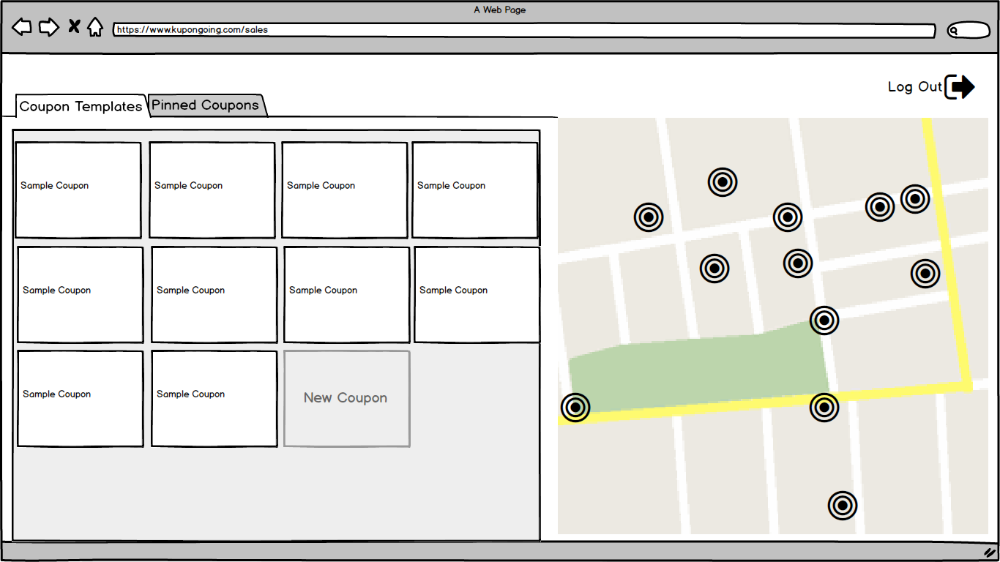 A Web Page
https://www.kupongoing.com/sales
Log Out
Coupon Templates
Pinned Coupons
Sample Coupon
Sample Coupon
Sample Coupon
Sample Coupon
Sample Coupon
Sample Coupon
Sample Coupon
Sample Coupon
Sample Coupon
Sample Coupon
New Coupon